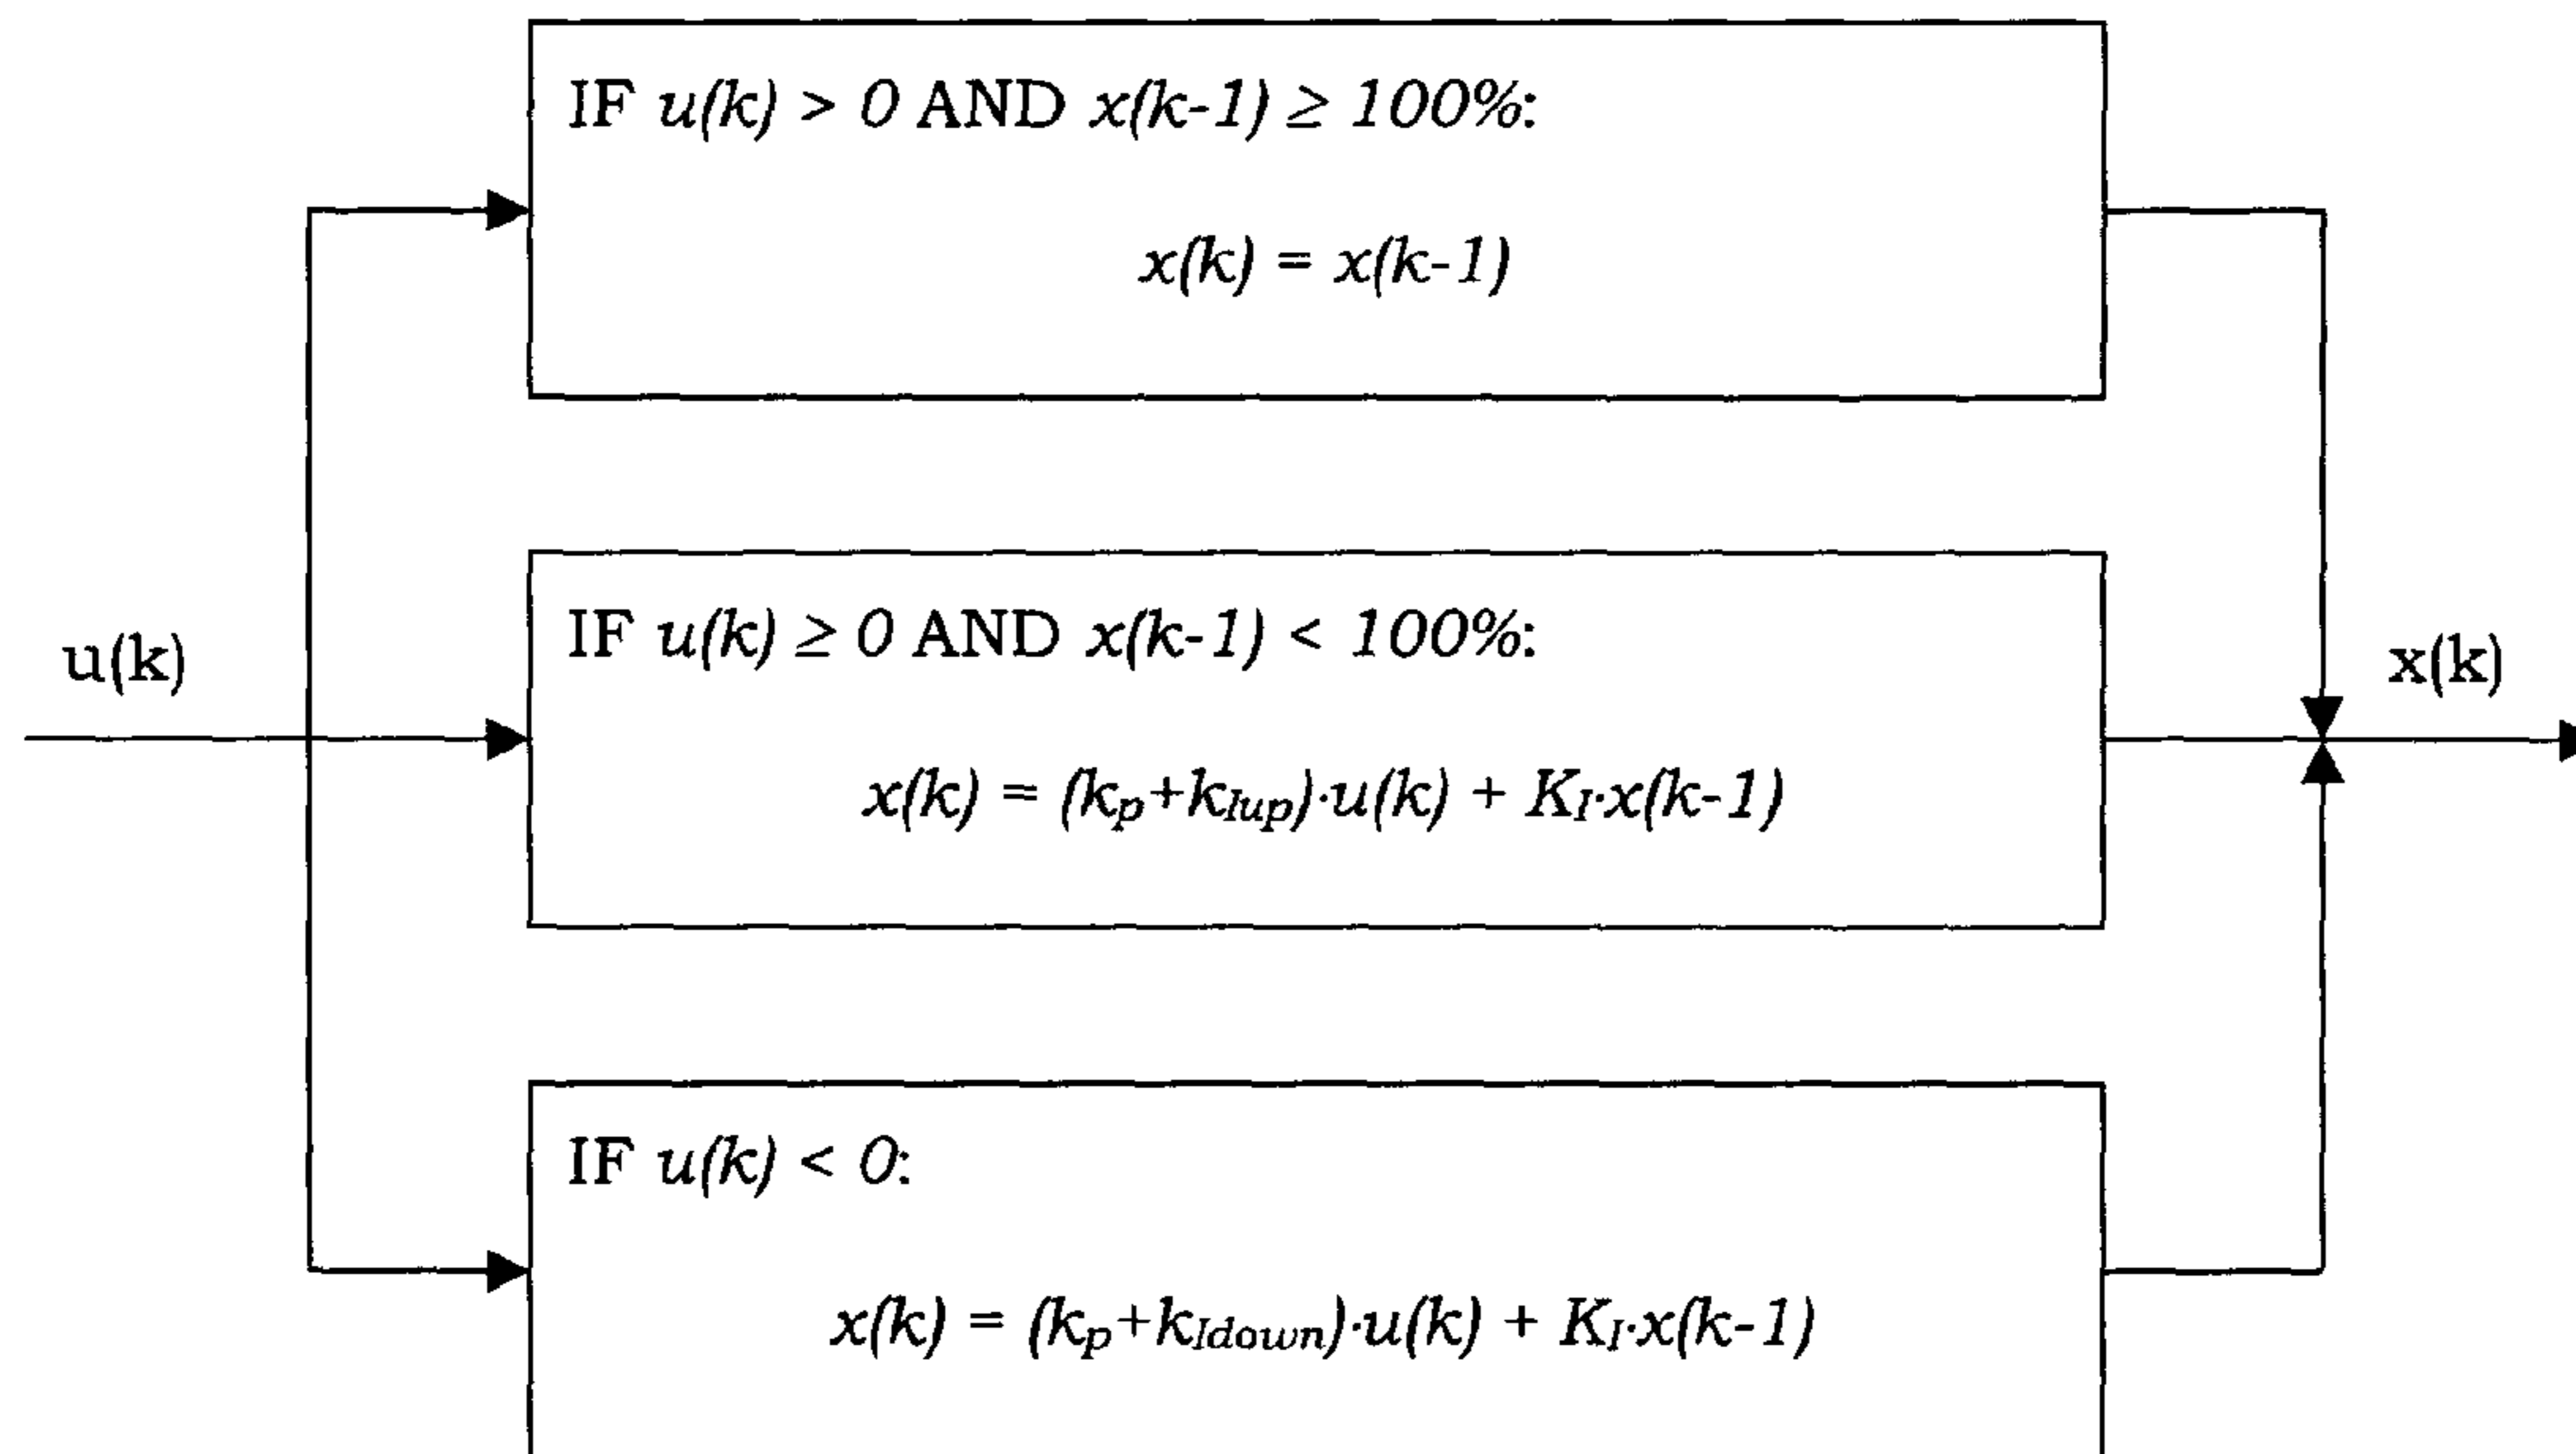 IF u(k) > 0 AND x(k-1) ≥ 100%:
x(k) = x(k-1)
u(k)
IF u(k) ≥ 0 AND x(k-1) < 100%:
x(k) = (kp+kIup)·u(k) + KI·x(k-1)
x(k)
IF u(k) < 0:
x(k) = (kp+kIdown)·u(k) + KI·x(k-1)